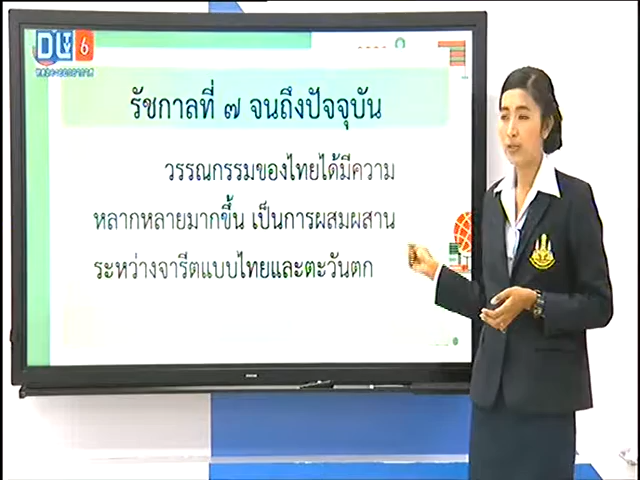 DLTV 6
รัชกาลที่ ๗ จนถึงปัจจุบัน
วรรณกรรมของไทยได้มีความ
หลากหลายมากขึ้น เป็นการผสมผสาน
ระหว่างจารีตแบบไทยและตะวันตก